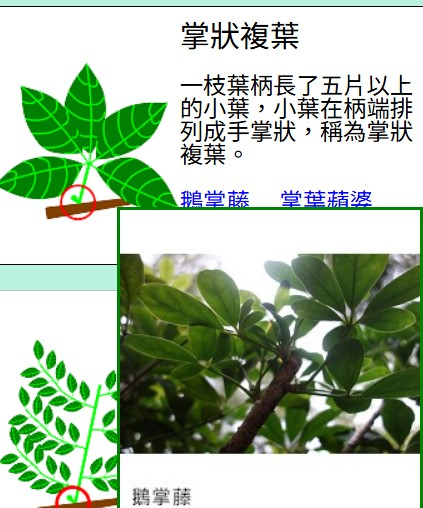 掌狀複葉
一枝葉柄長了五片以上
的小葉，小葉在柄端排
列成手掌狀，稱為掌狀
複葉。
鵝掌藤 掌葉蘋婆
鵝掌藤